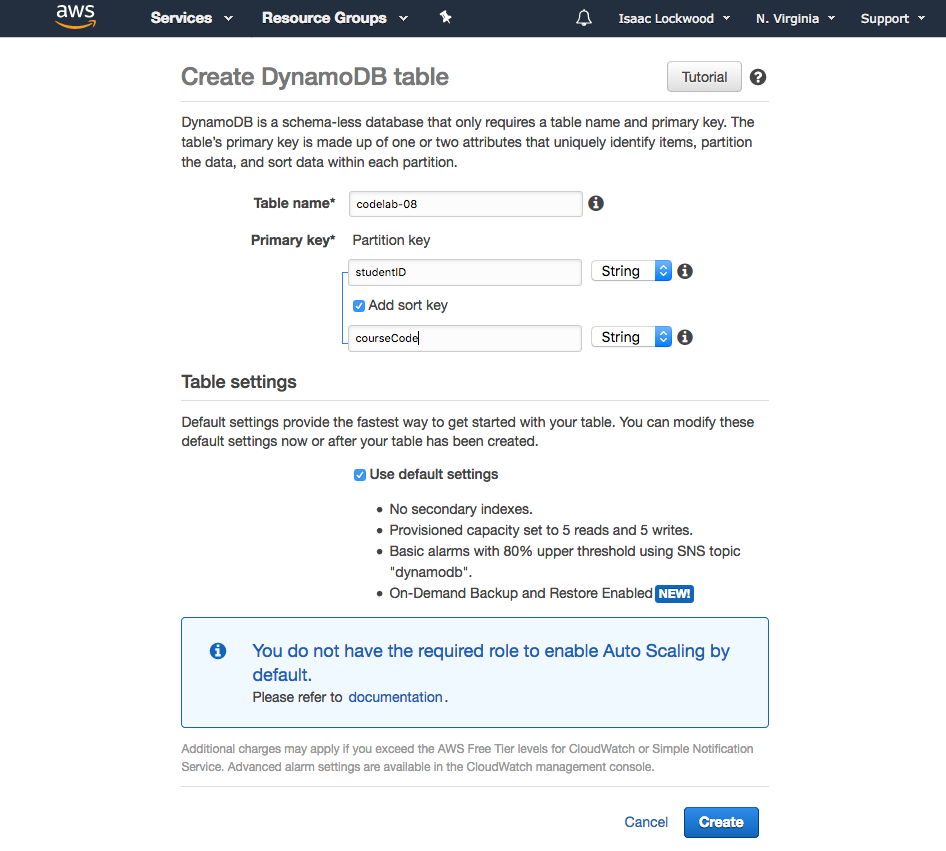 aws Services Resource Groups Isaac Lockwood N. Virginia Support
Create DynamoDB table Tutorial ?
DynamoDB is a schema-less database that only requires a table name and primary key. The
table's primary key is made up of one or two attributes that uniquely identify items, partition
the data, and sort data within each partition.
Table name* codelab-08 i
Primary key* Partition key
studentID String i
Add sort key
courseCode String i
Table settings
Default settings provide the fastest way to get started with your table. You can modify these
default settings now or after your table has been created.
Use default settings
• No secondary indexes.
• Provisioned capacity set to 5 reads and 5 writes.
• Basic alarms with 80% upper threshold using SNS topic
"dynamodb".
• On-Demand Backup and Restore Enabled NEW!
i You do not have the required role to enable Auto Scaling by
default.
Please refer to documentation.
Additional charges may apply if you exceed the AWS Free Tier levels for CloudWatch or Simple Notification
Service. Advanced alarm settings are available in the CloudWatch management console.
Cancel Create